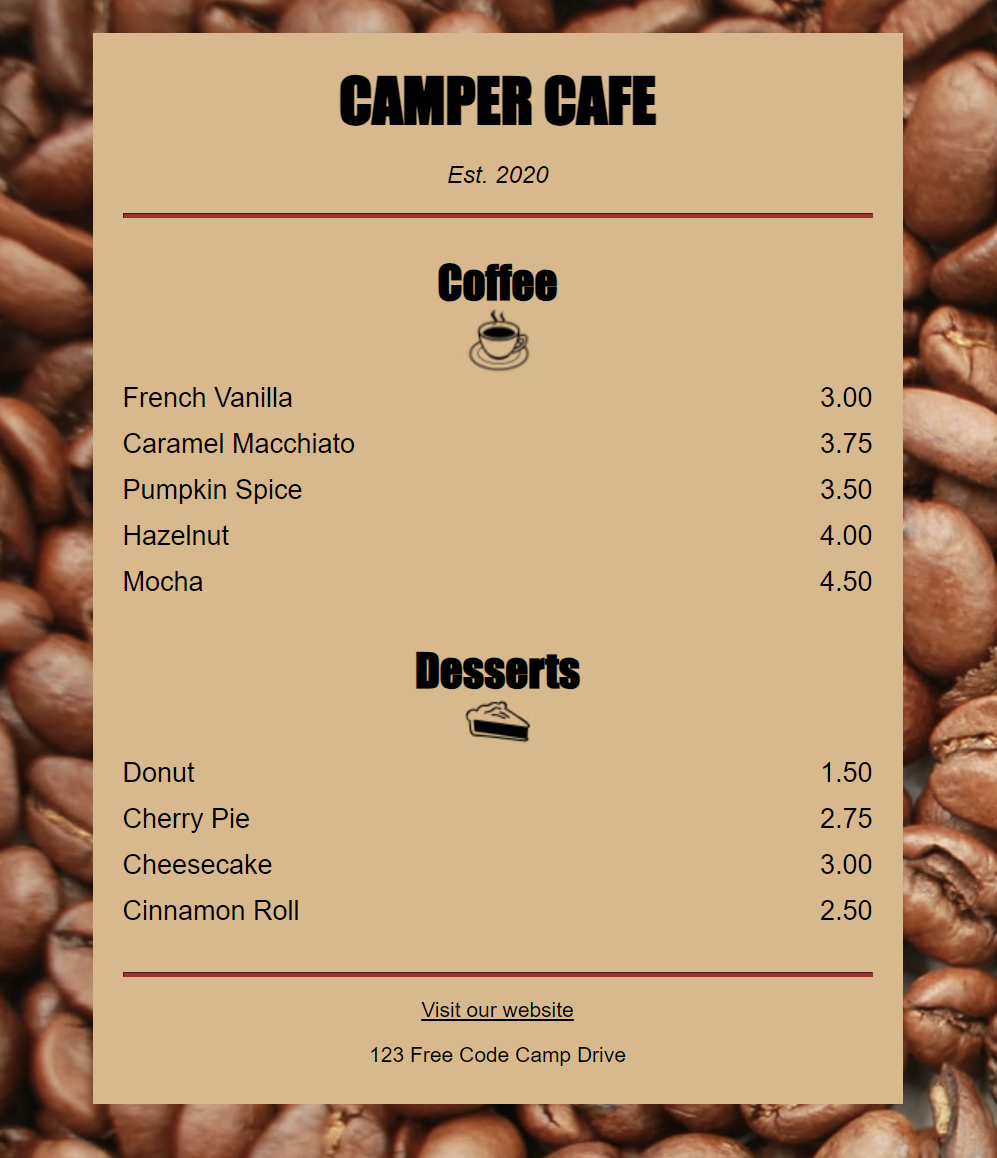 CAMPER CAFE
Est. 2020
Coffee
French Vanilla 3.00
Caramel Macchiato 3.75
Pumpkin Spice 3.50
Hazelnut 4.00
Mocha 4.50
Desserts
Donut 1.50
Cherry Pie 2.75
Cheesecake 3.00
Cinnamon Roll 2.50
Visit our website
123 Free Code Camp Drive